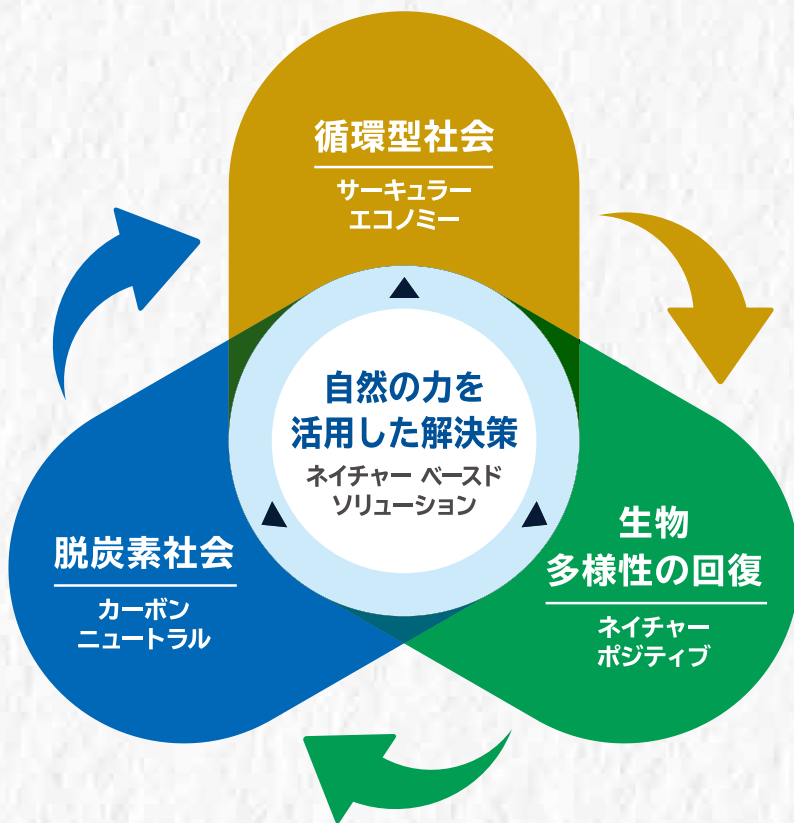 循環型社会
サーキュラー
エコノミー
自然の力を
活用した解決策
ネイチャー ベースド
ソリューション
脱炭素社会
カーボン
ニュートラル
生物
多様性の回復
ネイチャー
ポジティブ